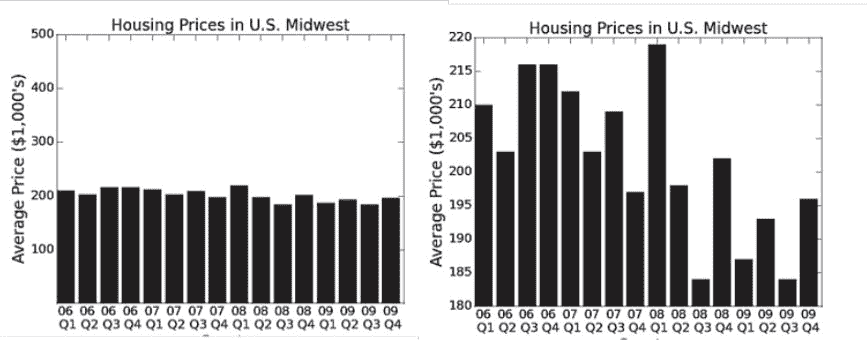 Housing Prices in U.S. Midwest
Average Price ($1,000's)
500
400
300
200
100
06 06 06 06 07 07 07 07 08 08 08 08 09 09 09 09
Q1 Q2 Q3 Q4 Q1 Q2 Q3 Q4 Q1 Q2 Q3 Q4 Q1 Q2 Q3 Q4
Housing Prices in U.S. Midwest
Average Price ($1,000's)
220
215
210
205
200
195
190
185
180
06 06 06 06 07 07 07 07 08 08 08 08 09 09 09 09
Q1 Q2 Q3 Q4 Q1 Q2 Q3 Q4 Q1 Q2 Q3 Q4 Q1 Q2 Q3 Q4